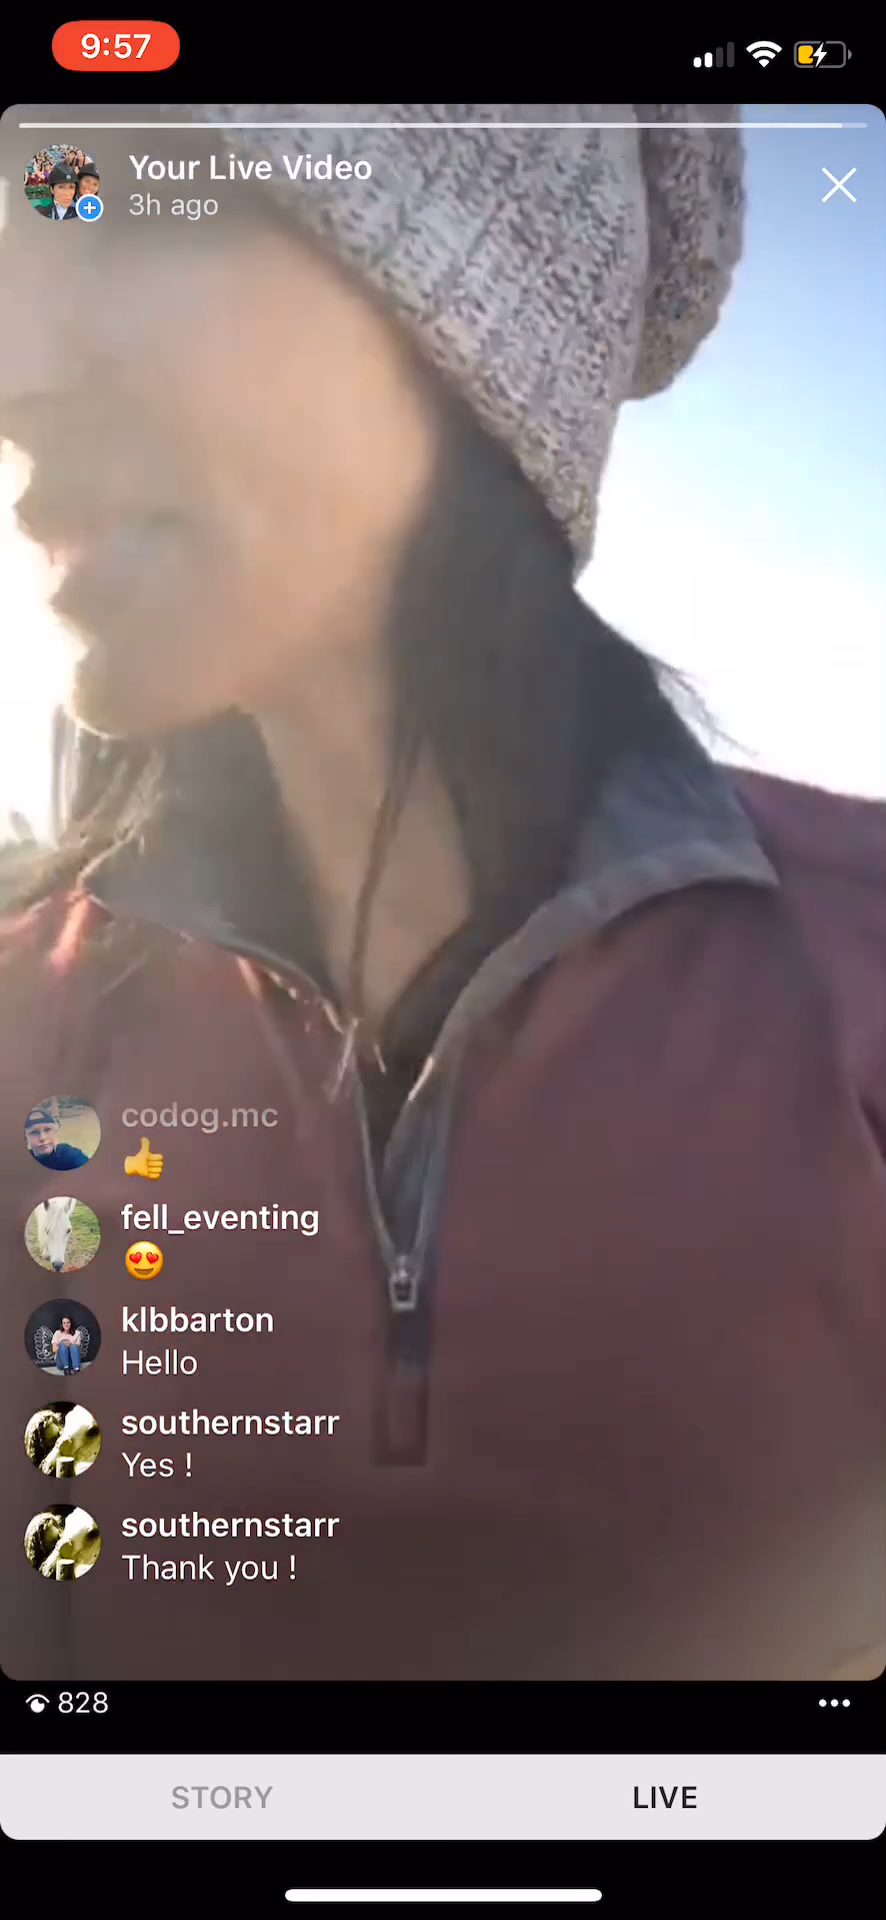 9:57
Your Live Video
3h ago
codog.mc
👍
fell_eventing
😍
klbbarton
Hello
southernstarr
Yes !
southernstarr
Thank you !
828
STORY
LIVE